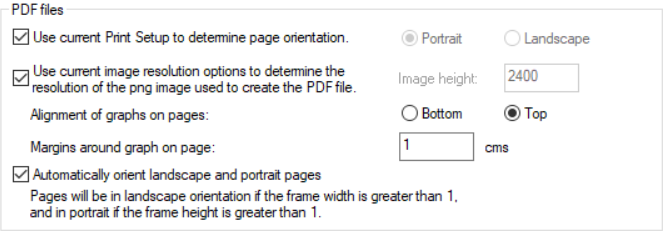 PDF files
Use current Print Setup to determine page orientation. Portrait Landscape
Use current image resolution options to determine the
resolution of the png image used to create the PDF file. Image height: 2400
Alignment of graphs on pages: Bottom Top
Margins around graph on page: 1 cms
Automatically orient landscape and portrait pages
Pages will be in landscape orientation if the frame width is greater than 1,
and in portrait if the frame height is greater than 1.